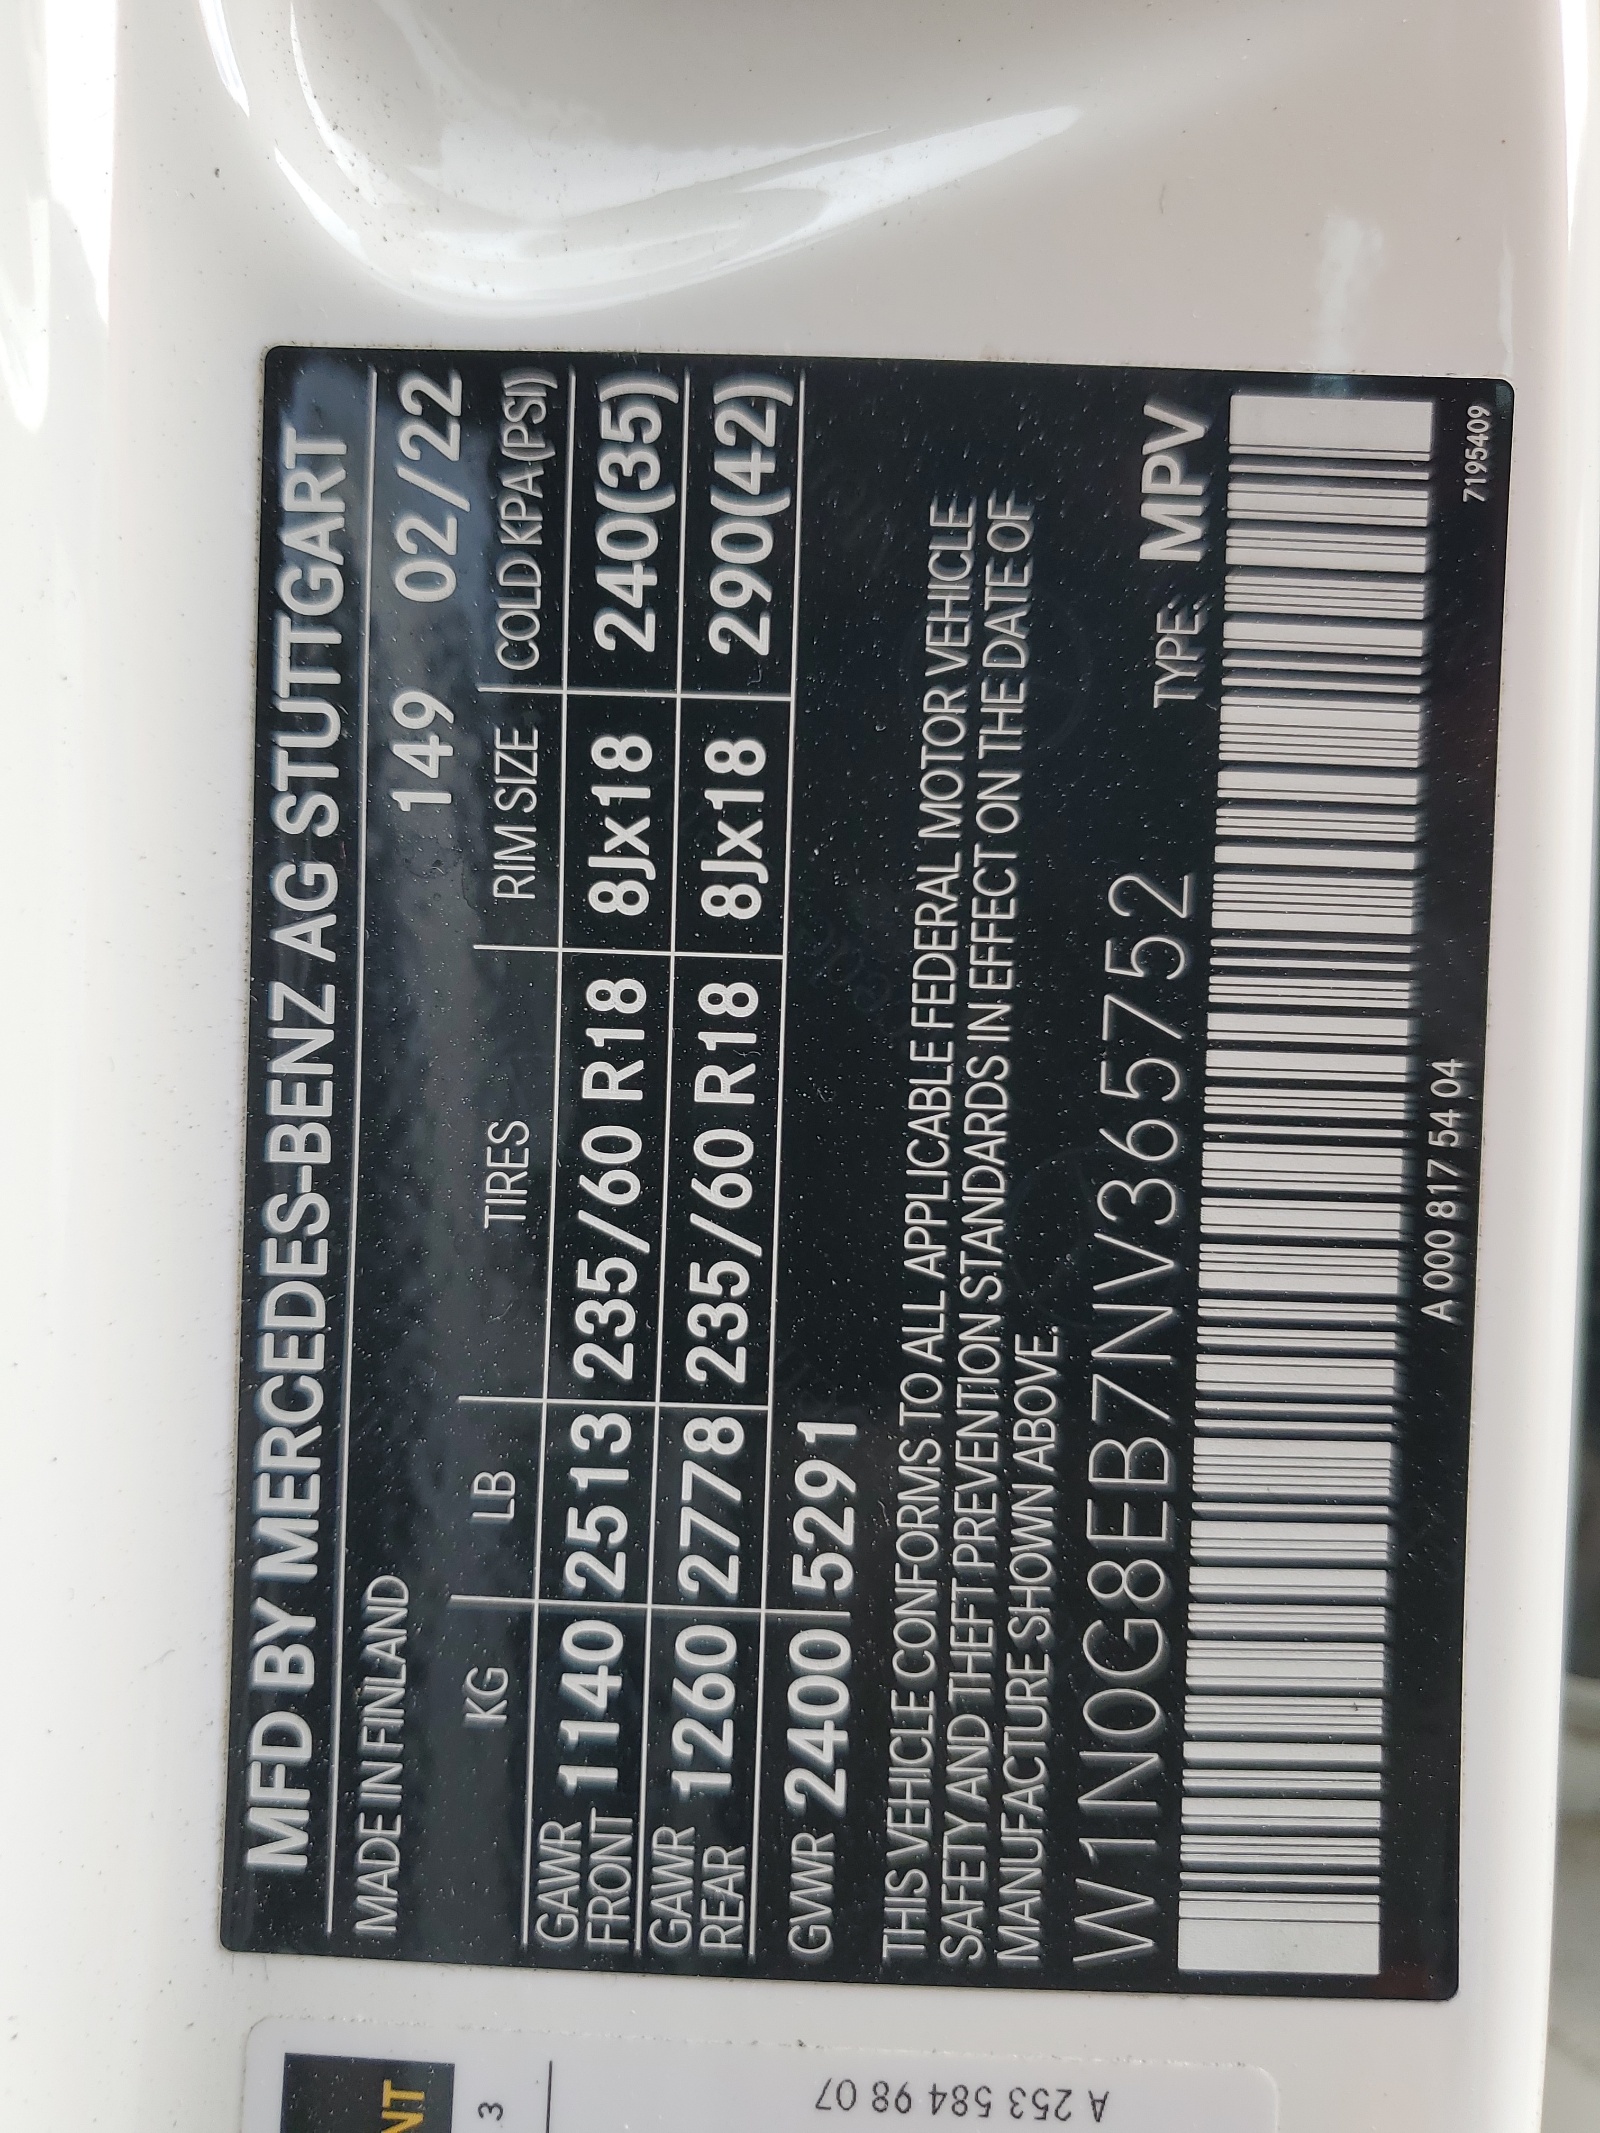 MFD BY MERCEDES-BENZ AG STUTTGART
MADE IN FINLAND 149 02/22
KG LB TIRES RIM SIZE COLD KPA(PSI)
GAWR FRONT 1140 2513 235/60 R18 8Jx18 240(35)
GAWR REAR 1260 2778 235/60 R18 8Jx18 290(42)
GVWR 2400 5291
THIS VEHICLE CONFORMS TO ALL APPLICABLE FEDERAL MOTOR VEHICLE
SAFETY AND THEFT PREVENTION STANDARDS IN EFFECT ON THE DATE OF
MANUFACTURE SHOWN ABOVE.
W1N0G8EB7NV365752 TYPE: MPV
A 000 817 54 04 7195409
NT
3
A 253 584 98 07